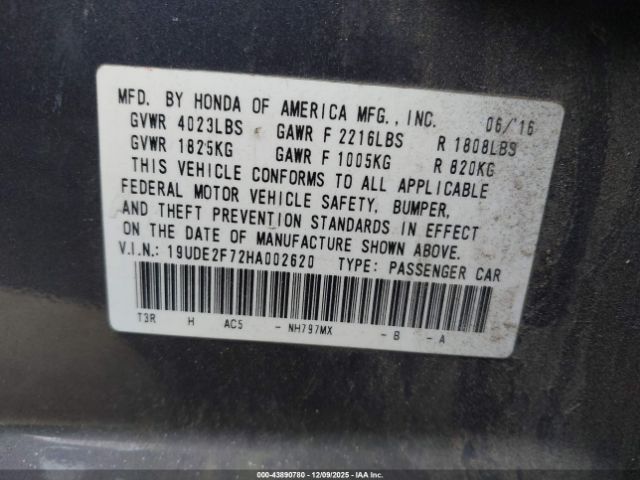 MFD. BY HONDA OF AMERICA MFG., INC. 06/'16
GVWR 4023LBS GAWR F 2216LBS R 1808LBS
GVWR 1825KG GAWR F 1005KG R 820KG
THIS VEHICLE CONFORMS TO ALL APPLICABLE
FEDERAL MOTOR VEHICLE SAFETY, BUMPER,
AND THEFT PREVENTION STANDARDS IN EFFECT
ON THE DATE OF MANUFACTURE SHOWN ABOVE.
V.I.N.: 19UDE2F72HA002620 TYPE: PASSENGER CAR
T3R H AC5 - NH797MX - B - A
000-43890780 - 12/09/2025 - IAA Inc.